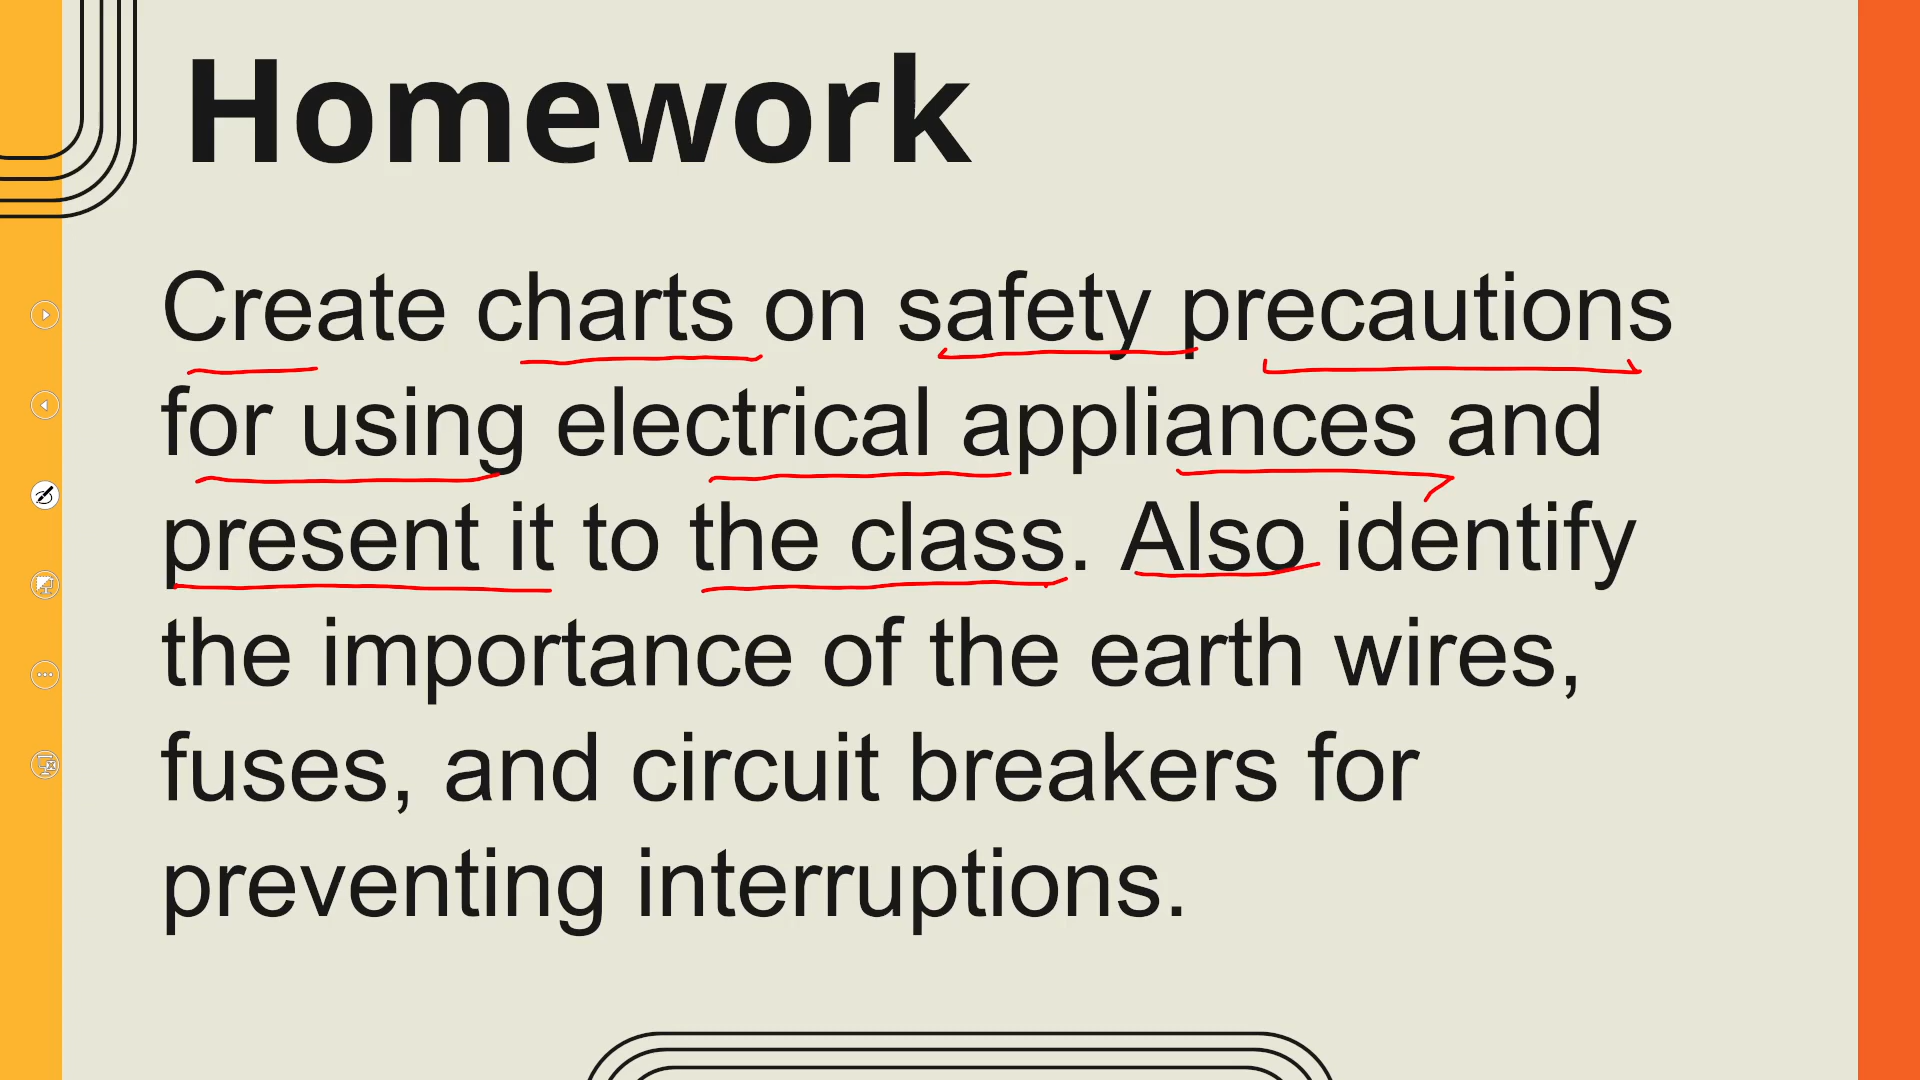 Homework
Create charts on safety precautions
for using electrical appliances and
present it to the class. Also identify
the importance of the earth wires,
fuses, and circuit breakers for
preventing interruptions.